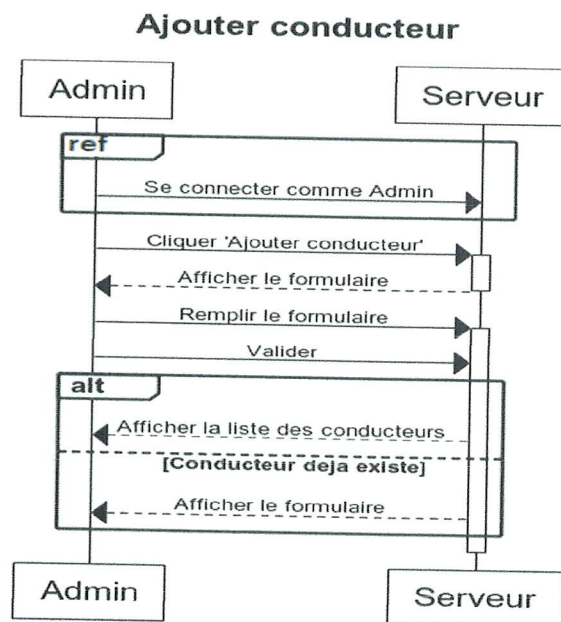 Ajouter conducteur
Admin
Serveur
ref
Se connecter comme Admin
Cliquer 'Ajouter conducteur'
Afficher le formulaire
Remplir le formulaire
Valider
alt
Afficher la liste des conducteurs
[Conducteur deja existe]
Afficher le formulaire
Admin
Serveur